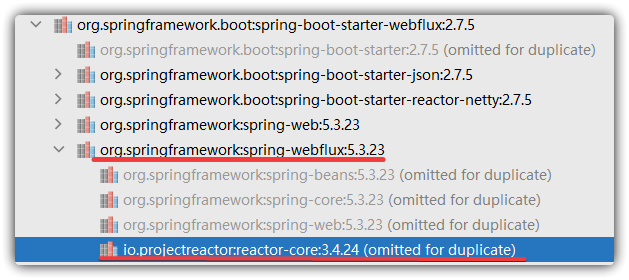 org.springframework.boot:spring-boot-starter-webflux:2.7.5
org.springframework.boot:spring-boot-starter:2.7.5 (omitted for duplicate)
org.springframework.boot:spring-boot-starter-json:2.7.5
org.springframework.boot:spring-boot-starter-reactor-netty:2.7.5
org.springframework:spring-web:5.3.23
org.springframework:spring-webflux:5.3.23
org.springframework:spring-beans:5.3.23 (omitted for duplicate)
org.springframework:spring-core:5.3.23 (omitted for duplicate)
org.springframework:spring-web:5.3.23 (omitted for duplicate)
io.projectreactor:reactor-core:3.4.24 (omitted for duplicate)